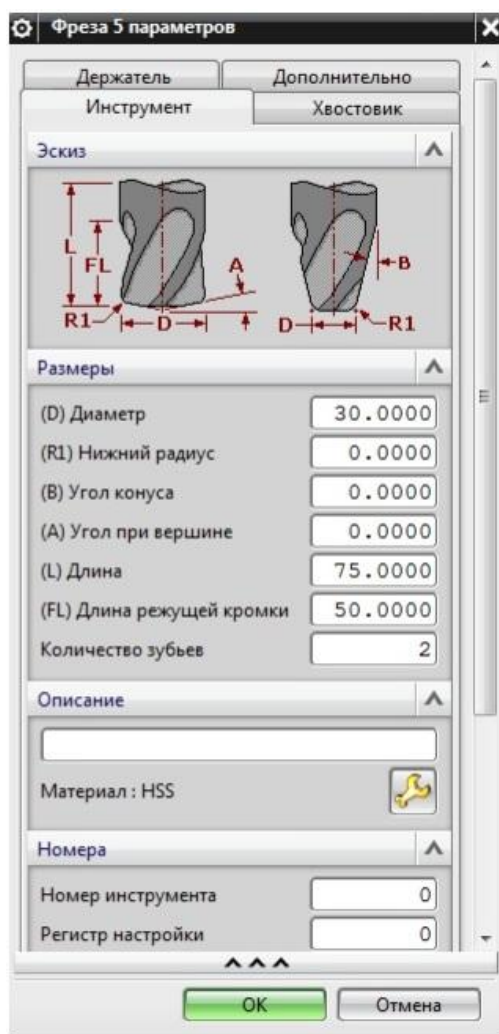 Фреза 5 параметров
Держатель Дополнительно
Инструмент Хвостовик
Эскиз
L
FL A B
R1 D D R1
Размеры
(D) Диаметр 30.0000
(R1) Нижний радиус 0.0000
(B) Угол конуса 0.0000
(A) Угол при вершине 0.0000
(L) Длина 75.0000
(FL) Длина режущей кромки 50.0000
Количество зубьев 2
Описание
Материал : HSS
Номера
Номер инструмента 0
Регистр настройки 0
OK Отмена